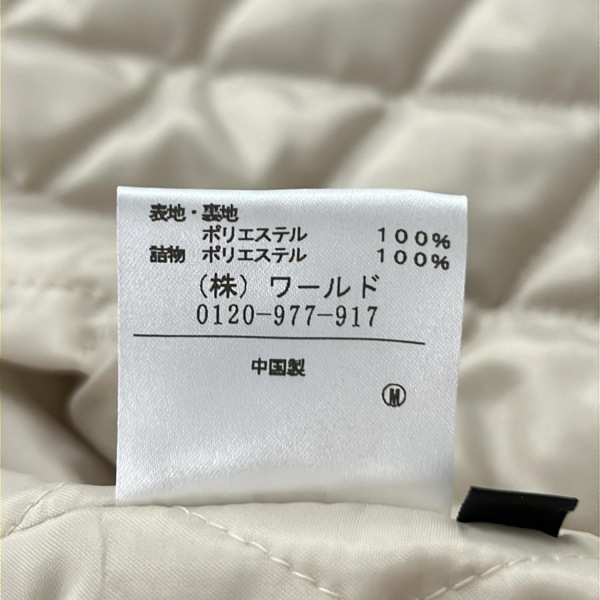 表地・裏地
ポリエステル 100%
詰物 ポリエステル 100%
(株) ワールド
0120-977-917
中国製
Ⓜ